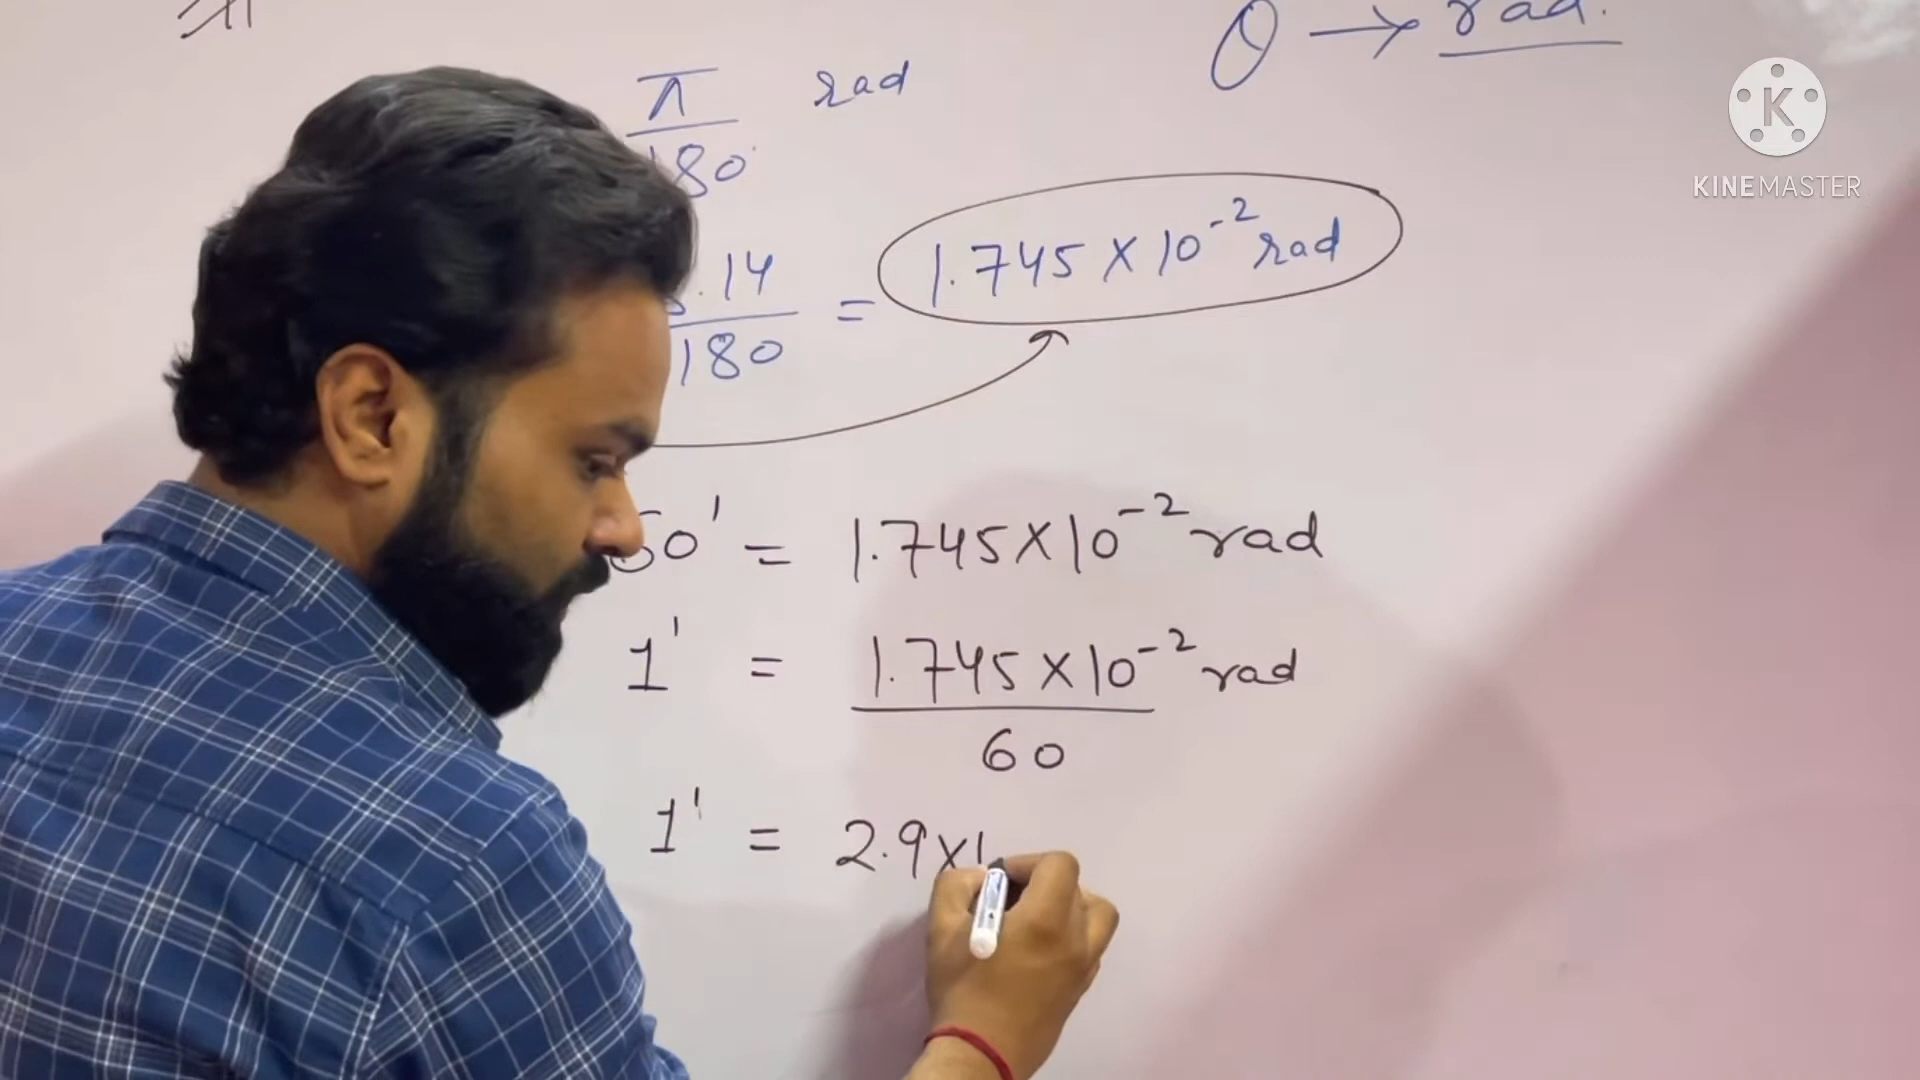 θ → rad.
π/180 rad
.14/180 = 1.745 × 10⁻² rad
60' = 1.745 × 10⁻² rad
1' = 1.745 × 10⁻² rad / 60
1' = 2.9 × 1
K
KINEMASTER